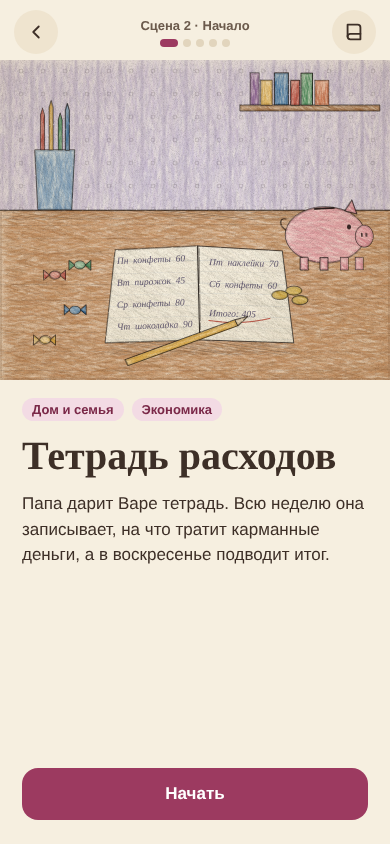 Сцена 2 · Начало
Пн конфеты 60
Вт пирожок 45
Ср конфеты 80
Чт шоколадка 90
Пт наклейки 70
Сб конфеты 60
Итого: 405
Дом и семья
Экономика
Тетрадь расходов
Папа дарит Варе тетрадь. Всю неделю она
записывает, на что тратит карманные
деньги, а в воскресенье подводит итог.
Начать